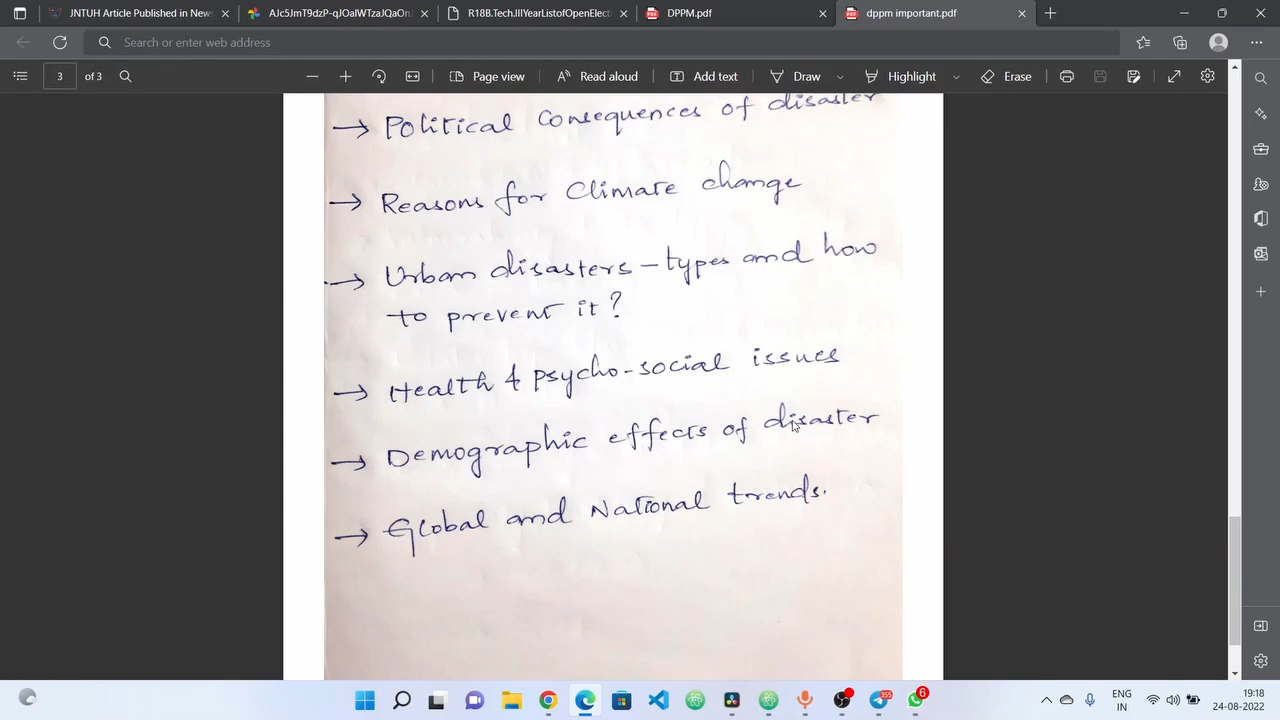 JNTUH Article Published in News
AJc5JmT9dzP-qJOalWTzaJQaOn
R18B.Tech.IIIYearListofOpenElect
DPPM.pdf
dppm important.pdf
Search or enter web address
3 of 3
Page view
Read aloud
Add text
Draw
Highlight
Erase
→ Political Consequences of disaster
→ Reasons for Climate change
→ Urban disasters – types and how
to prevent it?
→ Health & psycho-social issues
→ Demographic effects of disaster
→ Global and National trends.
355
6
ENG
IN
19:18
24-08-2022